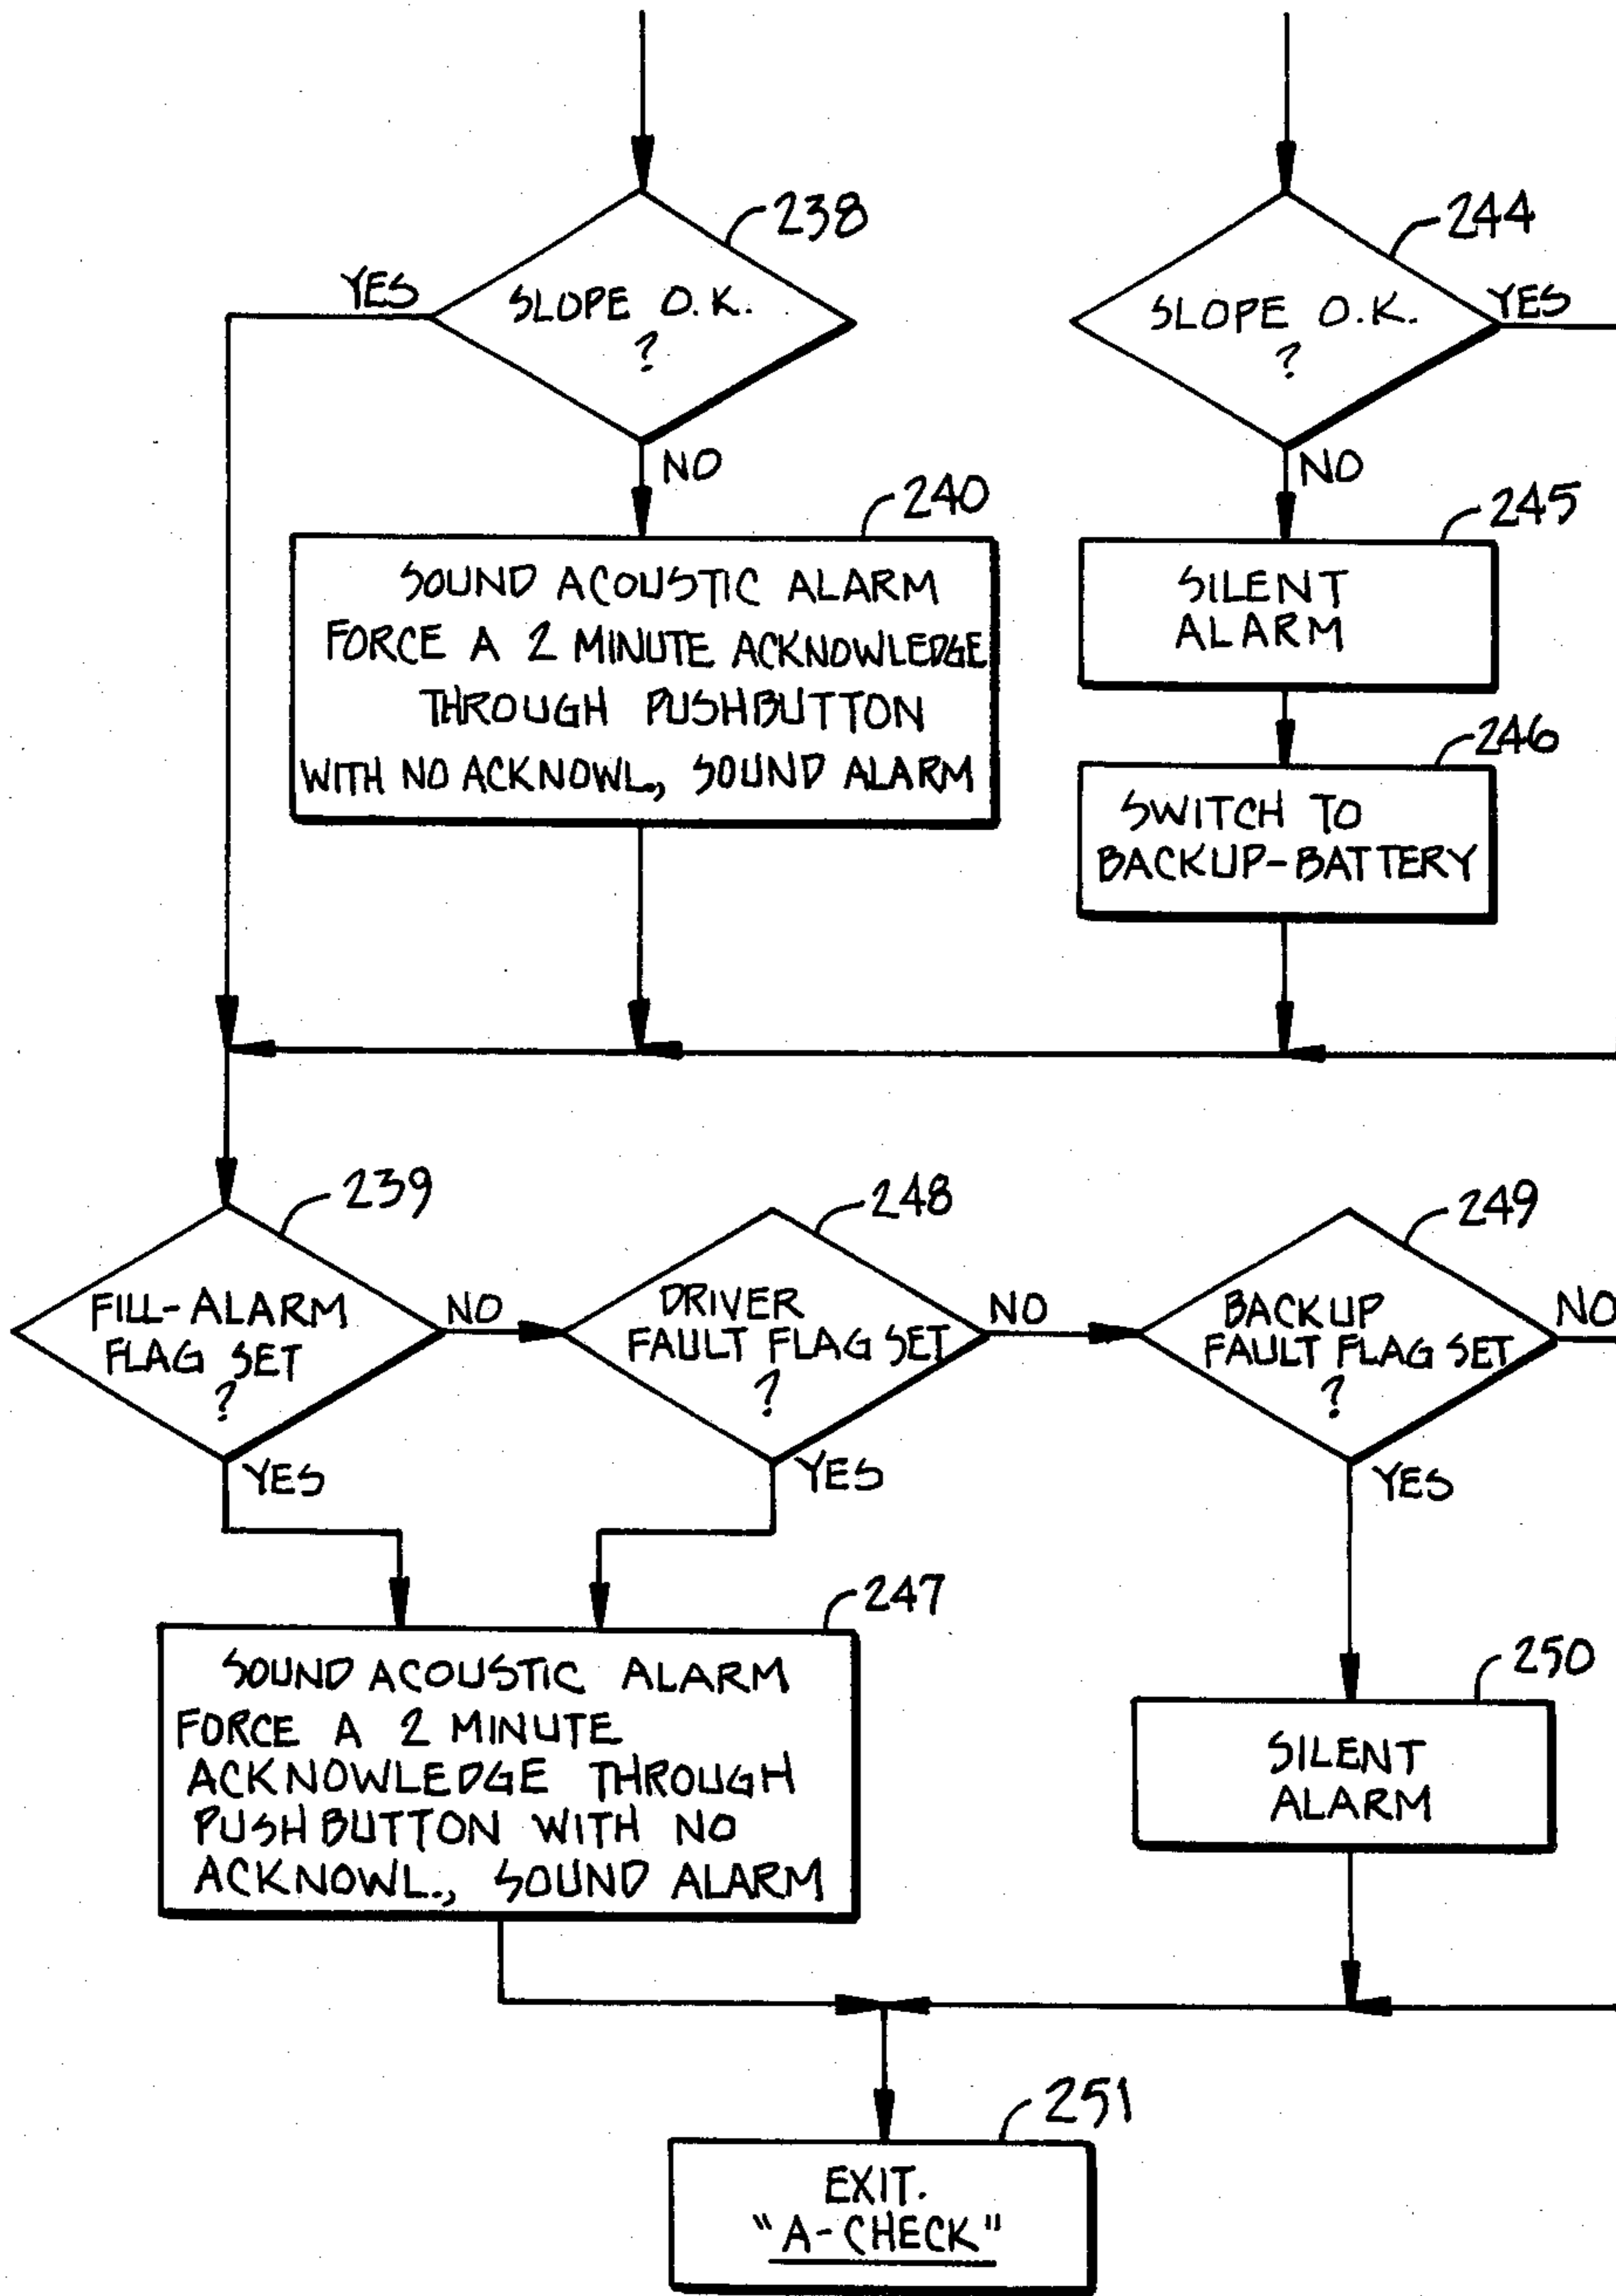 238
YES
SLOPE O.K.
?
NO
244
SLOPE O.K.
?
YES
NO
240
SOUND ACOUSTIC ALARM
FORCE A 2 MINUTE ACKNOWLEDGE
THROUGH PUSHBUTTON
WITH NO ACKNOWL., SOUND ALARM
245
SILENT
ALARM
246
SWITCH TO
BACKUP-BATTERY
239
FILL-ALARM
FLAG SET
?
NO
YES
248
DRIVER
FAULT FLAG SET
?
NO
YES
249
BACKUP
FAULT FLAG SET
?
NO
YES
247
SOUND ACOUSTIC ALARM
FORCE A 2 MINUTE
ACKNOWLEDGE THROUGH
PUSHBUTTON WITH NO
ACKNOWL., SOUND ALARM
250
SILENT
ALARM
251
EXIT.
"A-CHECK"